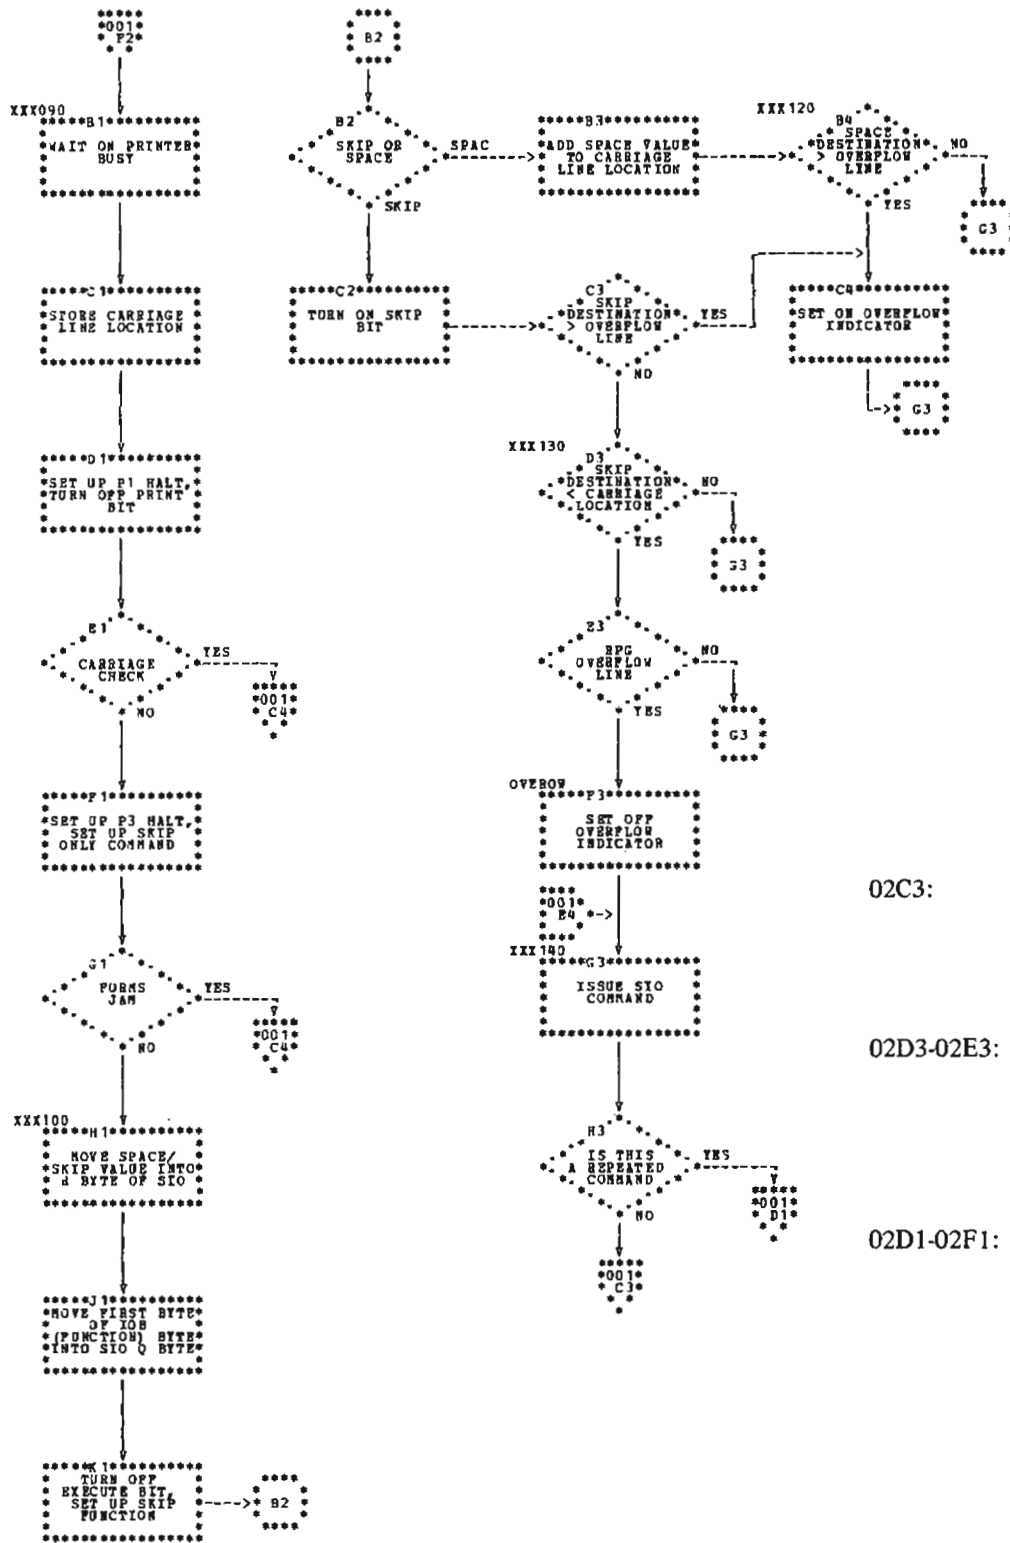 001
F2
XXX090
B1
WAIT ON PRINTER
BUSY
C1
STORE CARRIAGE
LINE LOCATION
D1
SET UP P1 HALT,
TURN OFF PRINT
BIT
E1
CARRIAGE
CHECK
YES
001
C4
NO
F1
SET UP P3 HALT,
SET UP SKIP
ONLY COMMAND
G1
FORMS
JAM
YES
001
C4
NO
XXX100
H1
MOVE SPACE/
SKIP VALUE INTO
R BYTE OF SIO
J1
MOVE FIRST BYTE
OF IOB
(FUNCTION) BYTE
INTO SIO Q BYTE
K1
TURN OFF
EXECUTE BIT,
SET UP SKIP
FUNCTION
B2
B2
B2
SKIP OR
SPACE
SPAC
SKIP
C2
TURN ON SKIP
BIT
B3
ADD SPACE VALUE
TO CARRIAGE
LINE LOCATION
XXX120
B4
SPACE
DESTINATION
> OVERFLOW
LINE
NO
G3
YES
C4
SET ON OVERFLOW
INDICATOR
G3
C3
SKIP
DESTINATION
> OVERFLOW
LINE
YES
NO
XXX130
D3
SKIP
DESTINATION
< CARRIAGE
LOCATION
NO
G3
YES
E3
RPG
OVERFLOW
LINE
NO
G3
YES
OVEROW
F3
SET OFF
OVERFLOW
INDICATOR
001
E4
XXX140
G3
ISSUE SIO
COMMAND
H3
IS THIS
A REPEATED
COMMAND
YES
001
D1
NO
001
C3
02C3:
02D3-02E3:
02D1-02F1: